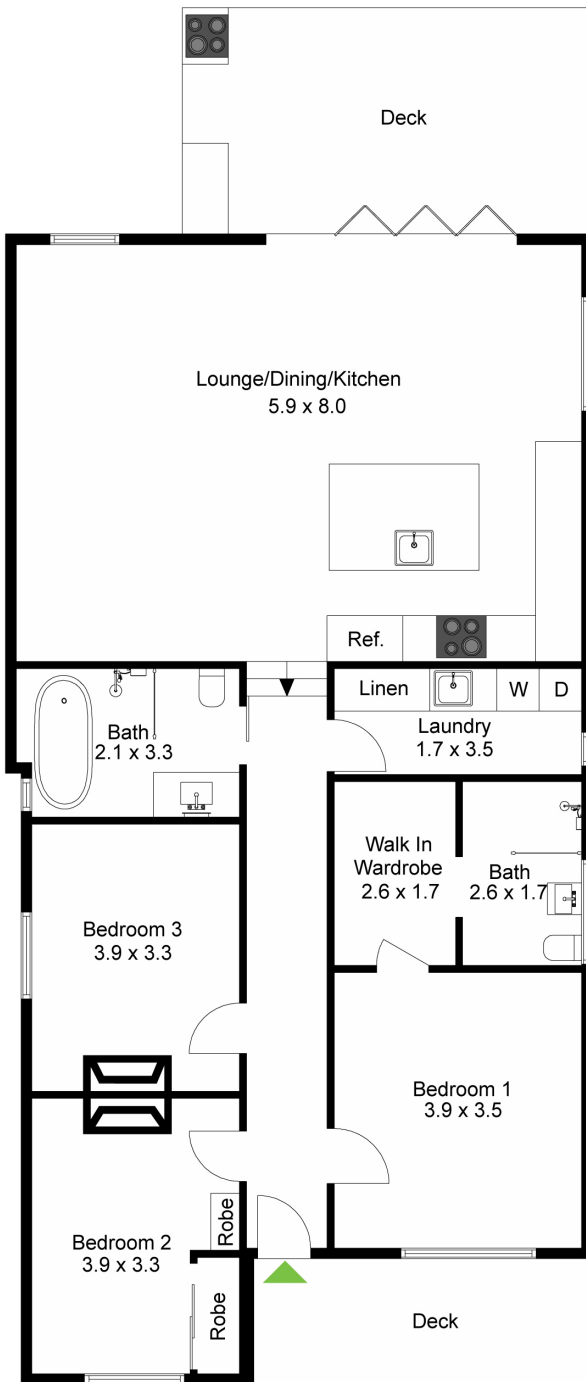 Deck
Lounge/Dining/Kitchen
5.9 x 8.0
Ref.
Linen
W
D
Laundry
1.7 x 3.5
Bath
2.1 x 3.3
Walk In
Wardrobe
2.6 x 1.7
Bath
2.6 x 1.7
Bedroom 3
3.9 x 3.3
Bedroom 1
3.9 x 3.5
Bedroom 2
3.9 x 3.3
Robe
Robe
Deck